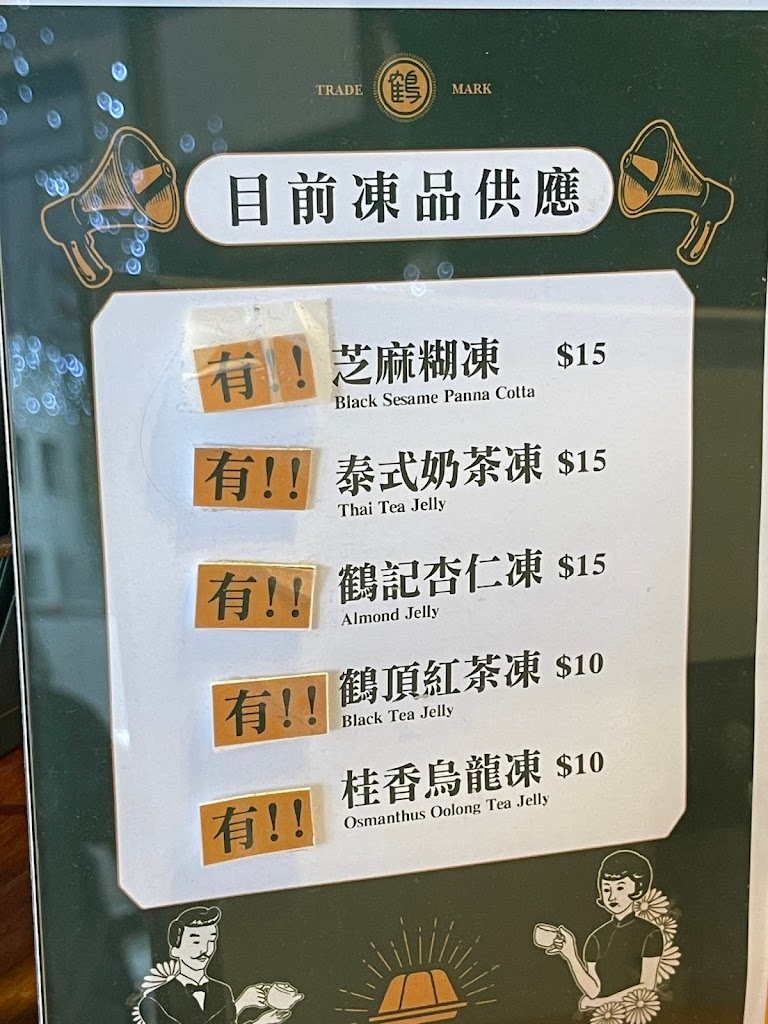 TRADE 鶴 MARK
目前凍品供應
有!! 芝麻糊凍 $15
Black Sesame Panna Cotta
有!! 泰式奶茶凍 $15
Thai Tea Jelly
有!! 鶴記杏仁凍 $15
Almond Jelly
有!! 鶴頂紅茶凍 $10
Black Tea Jelly
有!! 桂香烏龍凍 $10
Osmanthus Oolong Tea Jelly